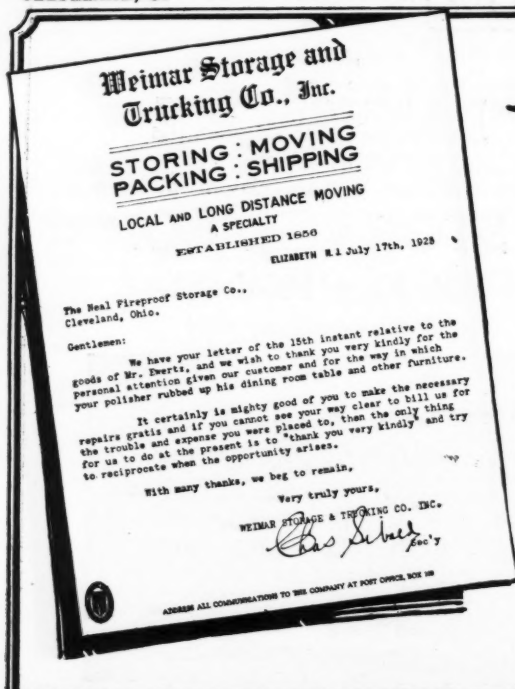 Weimar Storage and
Trucking Co., Inc.
STORING : MOVING
PACKING : SHIPPING
LOCAL AND LONG DISTANCE MOVING
A SPECIALTY
ESTABLISHED 1856
ELIZABETH N.J. July 17th, 1928
The Neal Fireproof Storage Co.,
Cleveland, Ohio.
Gentlemen:
We have your letter of the 15th instant relative to the
goods of Mr. Ewertz, and we wish to thank you very kindly for the
personal attention given our customer and for the way in which
your polisher rubbed up his dining room table and other furniture.
It certainly is mighty good of you to make the necessary
repairs gratis and if you cannot see your way clear to bill us for
the trouble and expense you were placed to, then the only thing
for us to do at the present is to "thank you very kindly" and try
to reciprocate when the opportunity arises.
With many thanks, we beg to remain,
Very truly yours,
WEIMAR STORAGE & TRUCKING CO. INC.
Chas
Sec'y
ADDRESS ALL COMMUNICATIONS TO THE COMPANY AT POST OFFICE, BOX